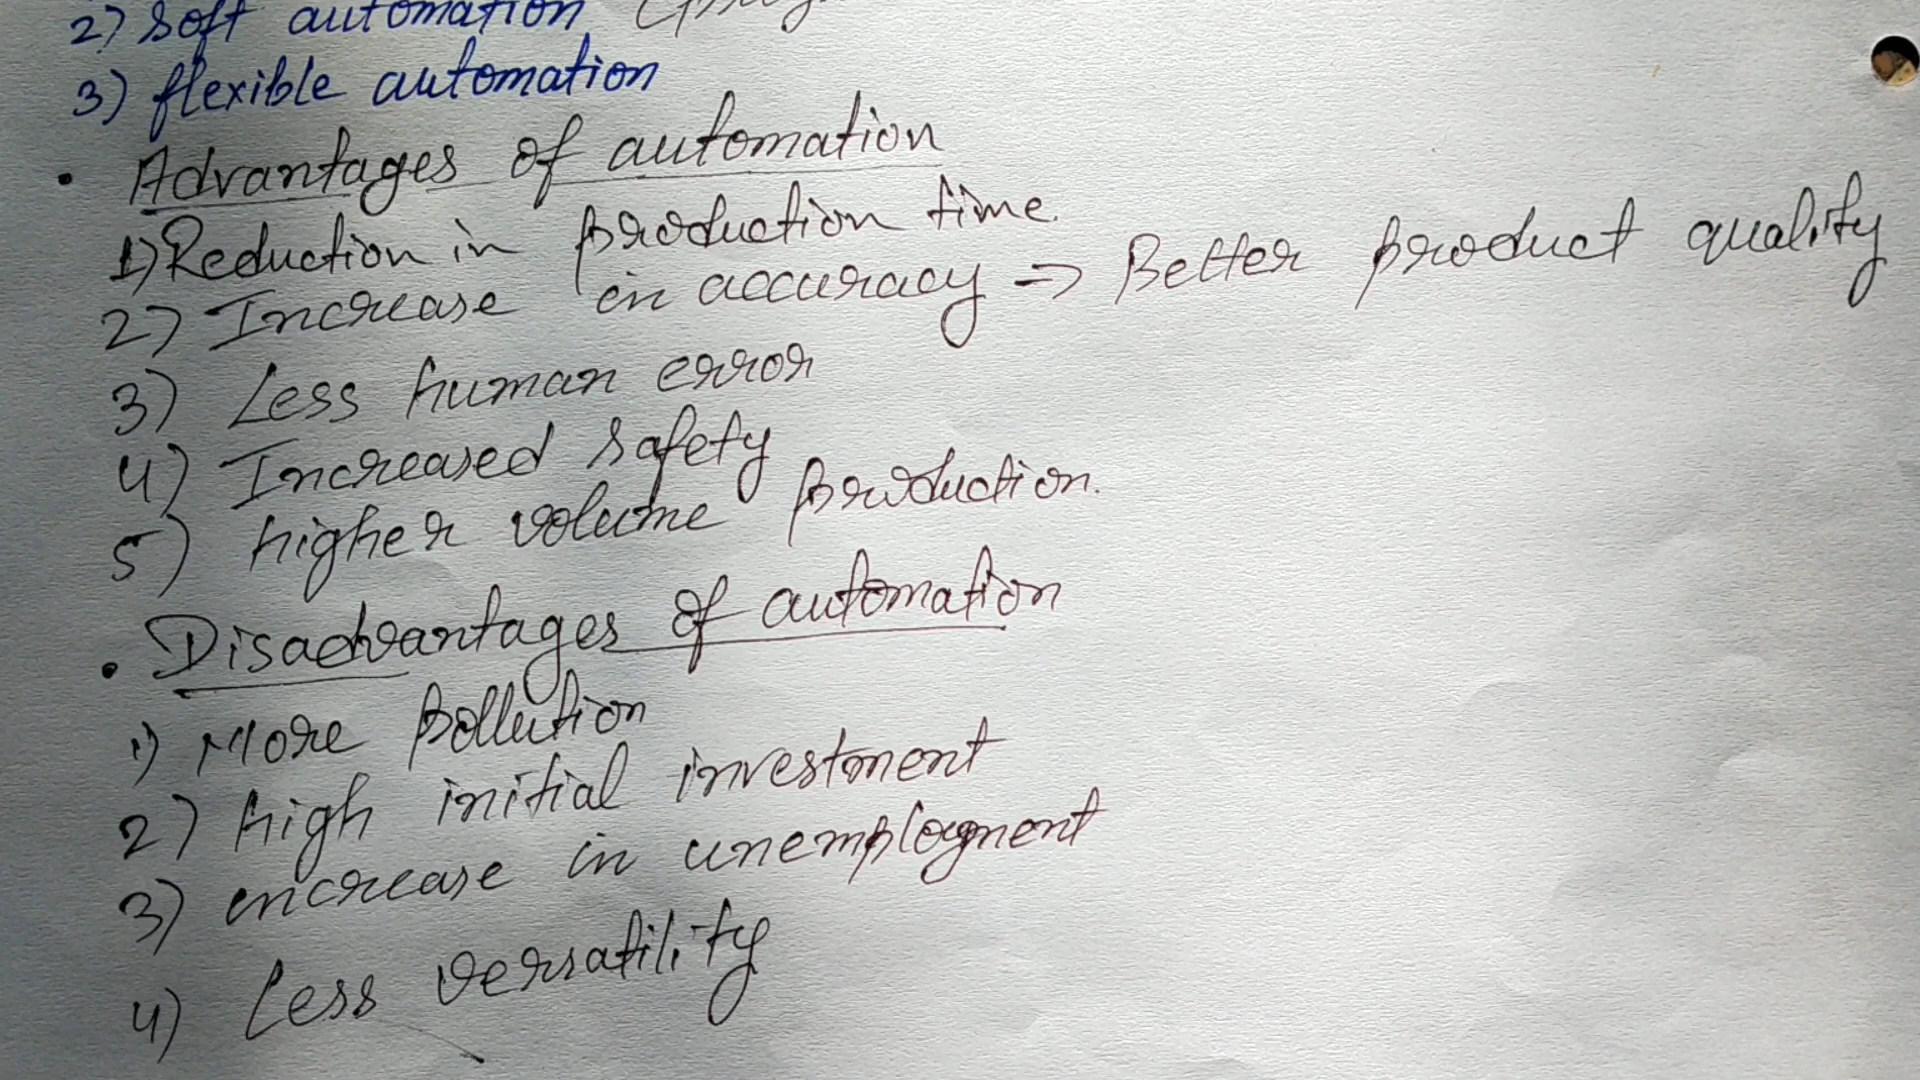 2) Soft automation
3) flexible automation
• Advantages of automation
1) Reduction in production time.
2) Increase in accuracy => Better product quality
3) Less human error
4) Increased safety
5) higher volume production.
• Disadvantages of automation
1) More pollution
2) high initial investment
3) increase in unemployment
4) Less versatility